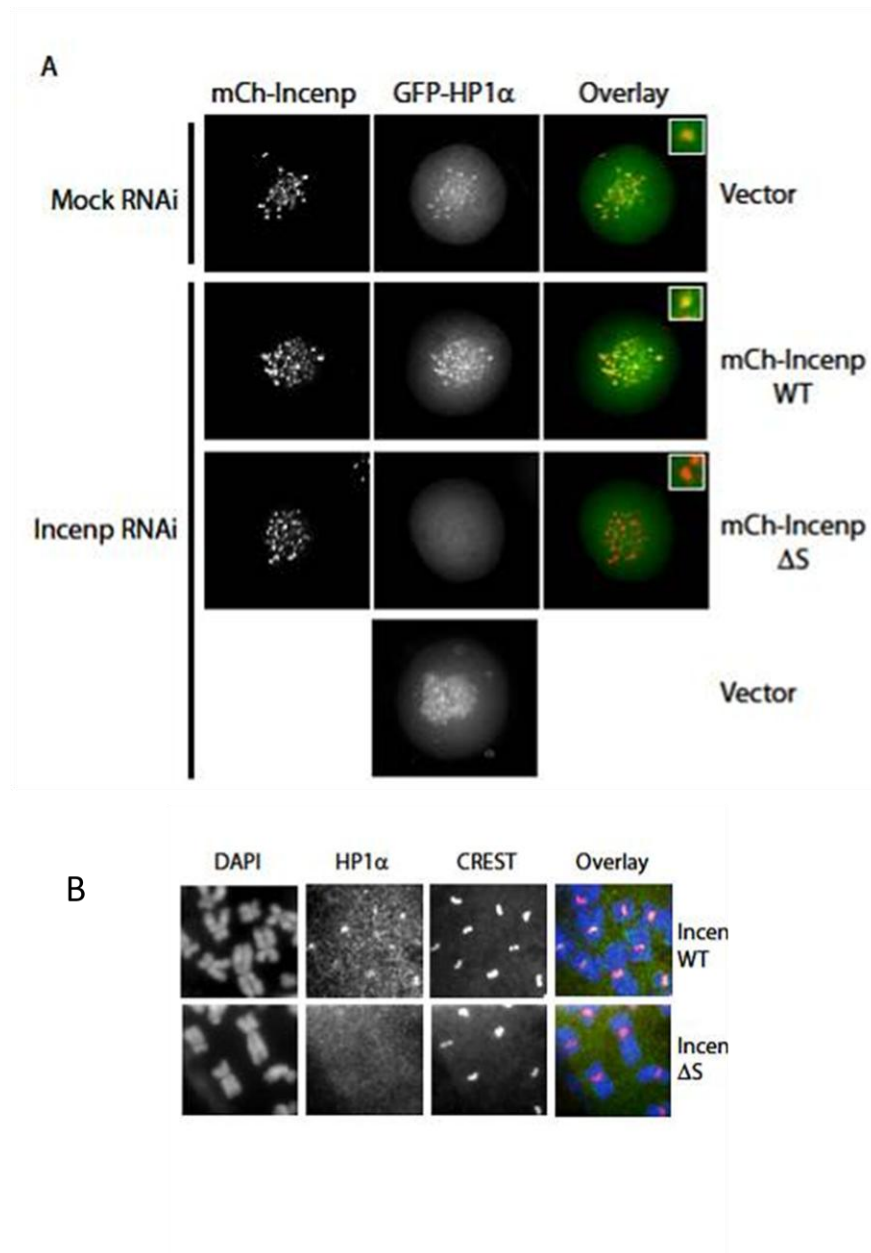 A
mCh-Incenp GFP-HP1α Overlay
Mock RNAi
Vector
mCh-Incenp
WT
Incenp RNAi
mCh-Incenp
ΔS
Vector
B
DAPI HP1α CREST Overlay
Incen
WT
Incen
ΔS